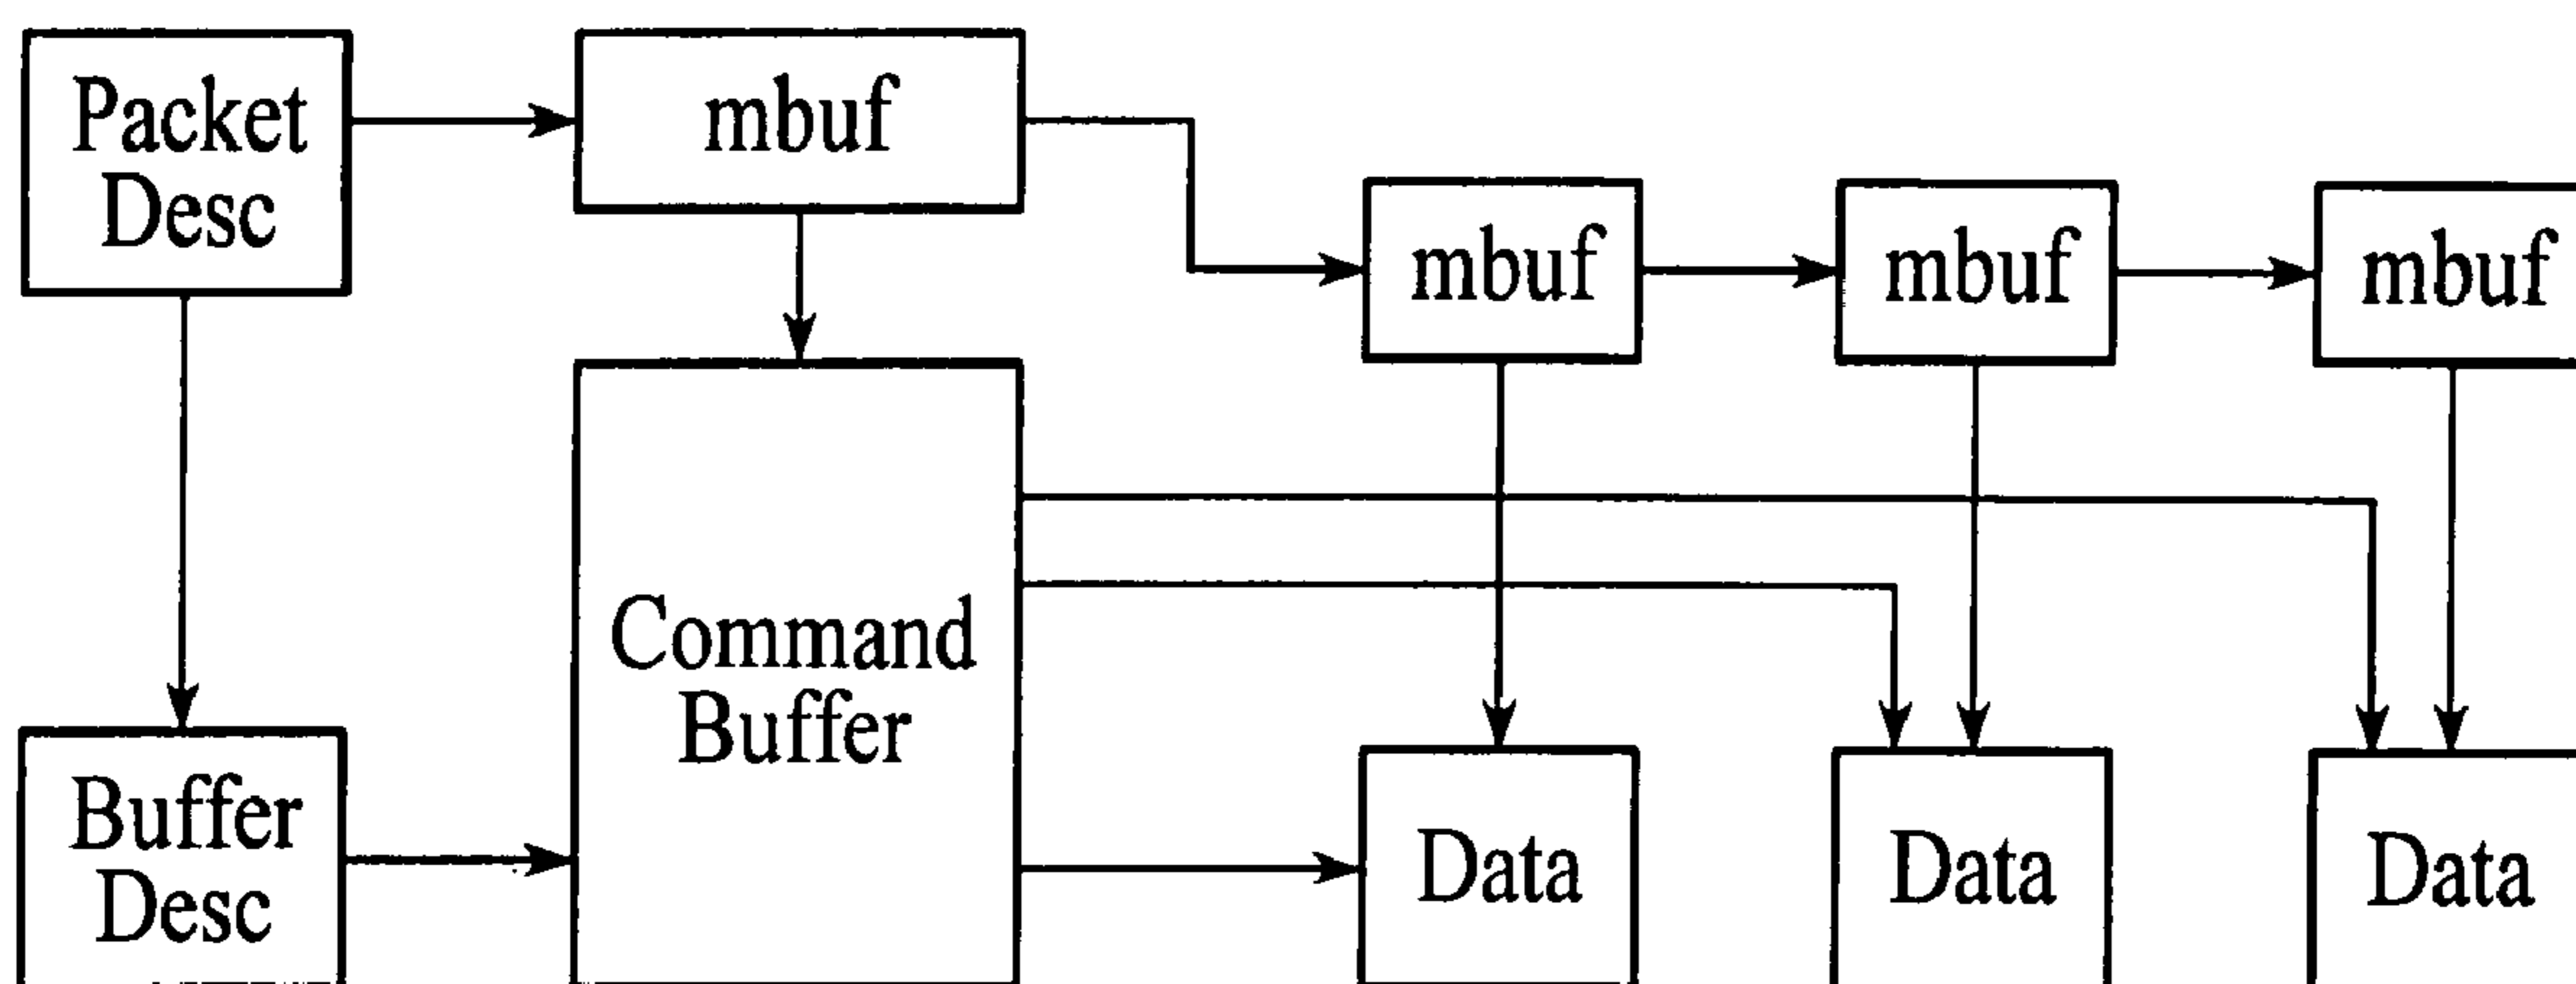 Packet
Desc
mbuf
mbuf
mbuf
mbuf
Command
Buffer
Buffer
Desc
Data
Data
Data